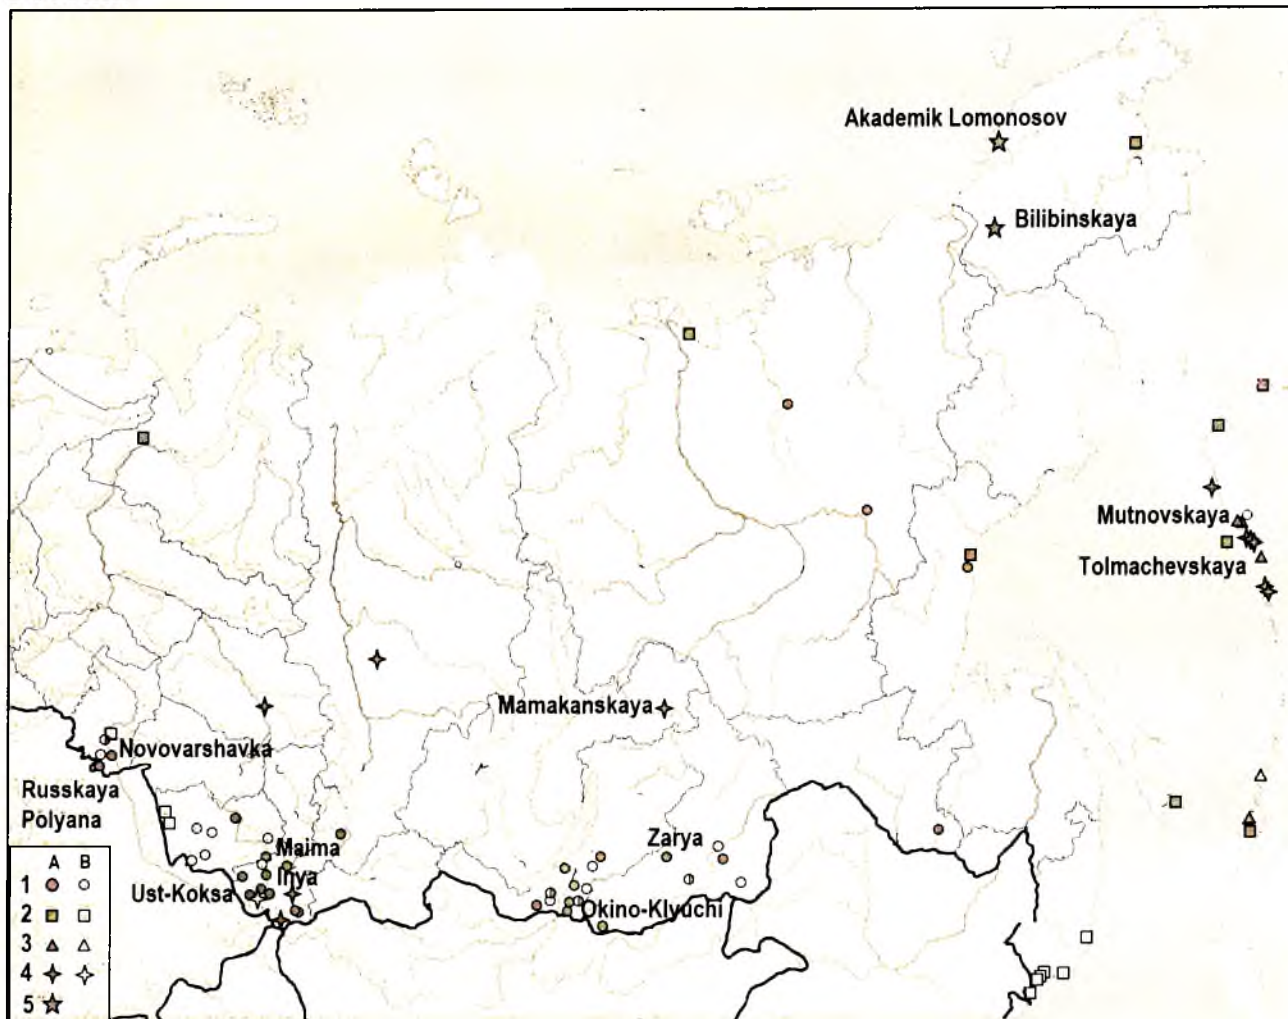 Akademik Lomonosov
Bilibinskaya
Mutnovskaya
Tolmachevskaya
Mamakanskaya
Novovarshavka
Russkaya
Polyana
Zarya
Maima
Inya
Ust-Koksa
Okino-Klyuchi
A B
1
2
3
4
5